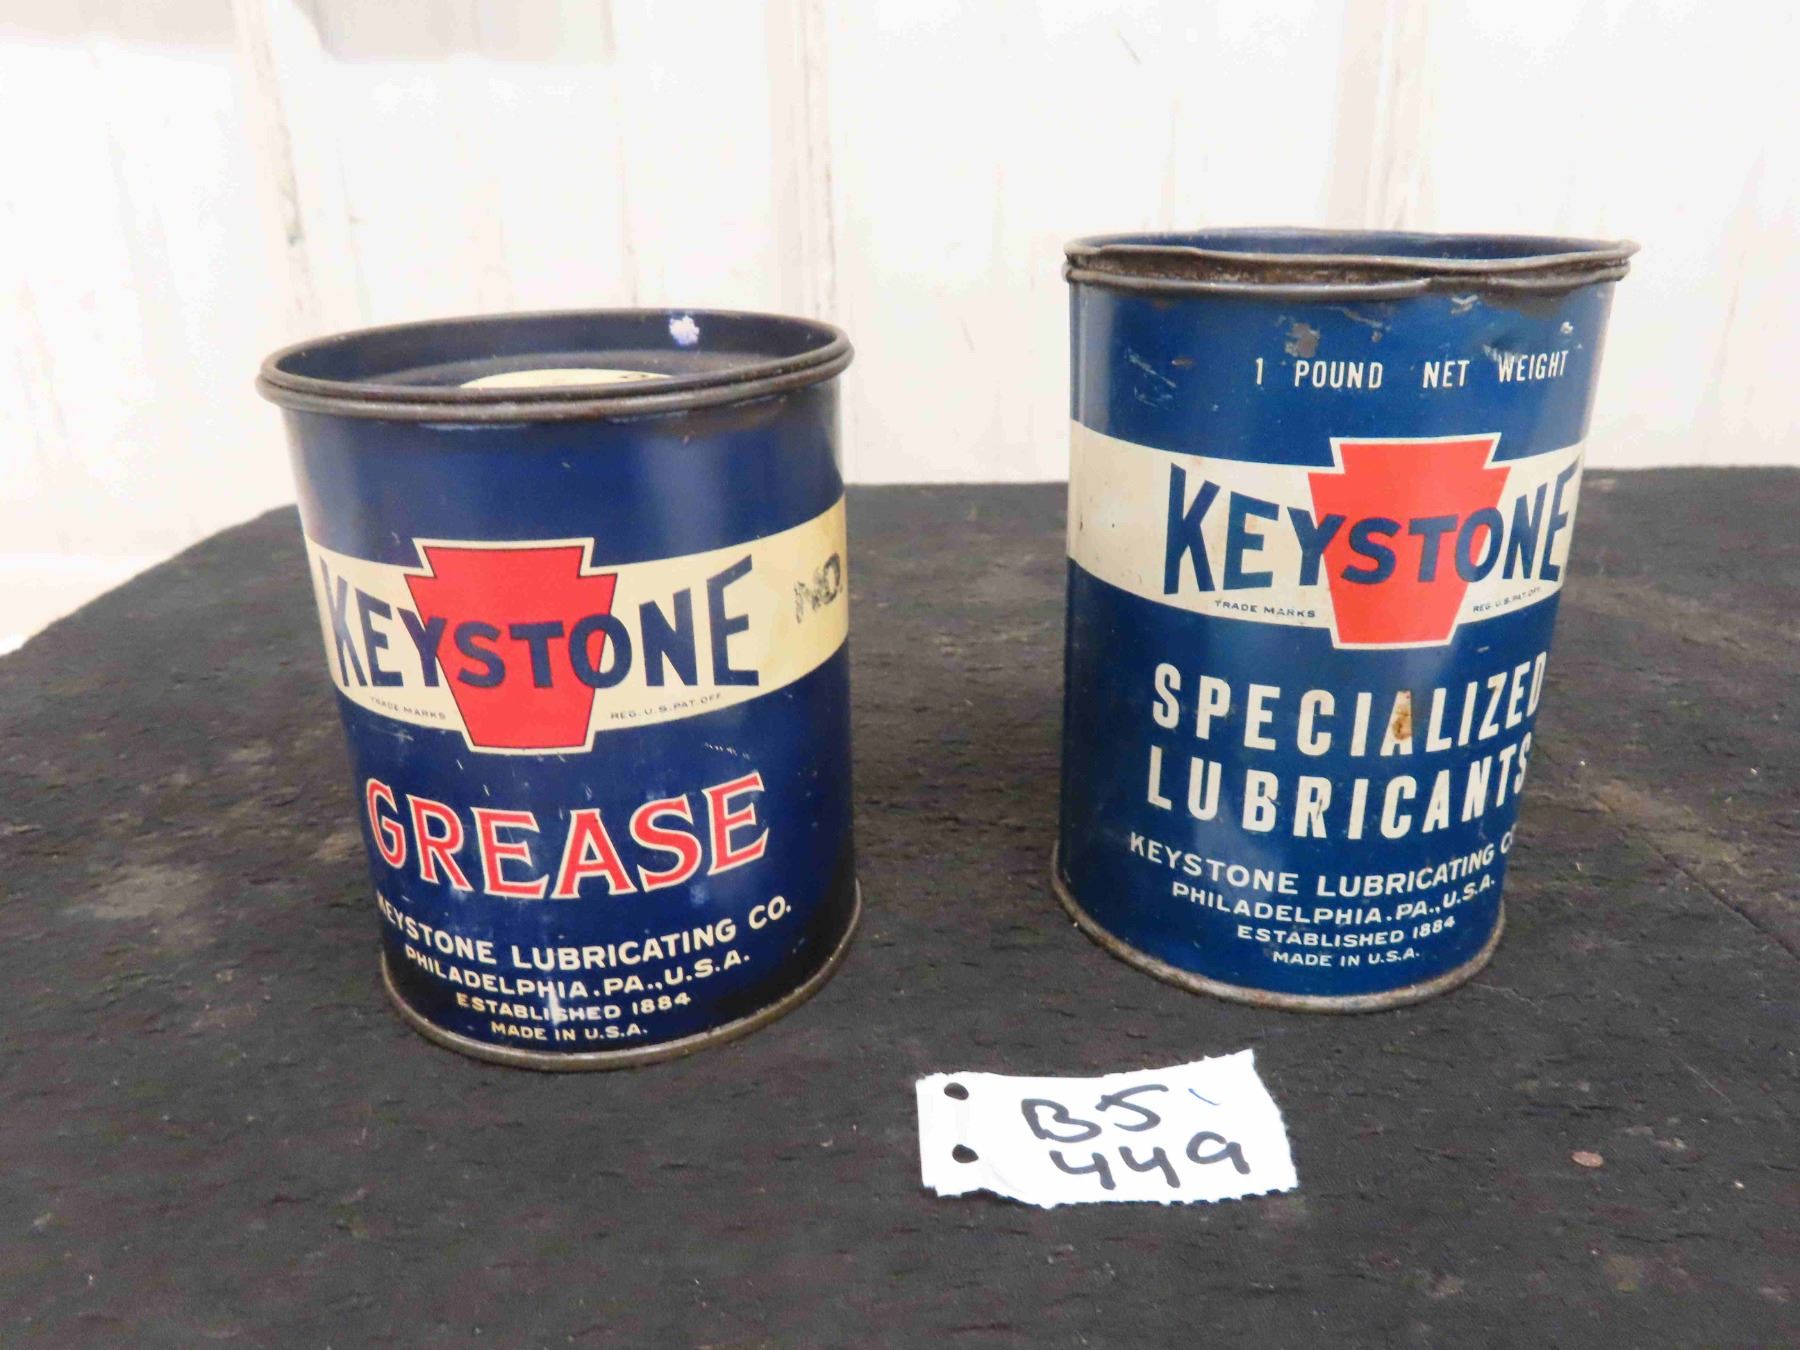 KEYSTONE
NO.
TRADE MARKS
REG. U.S. PAT. OFF.
GREASE
KEYSTONE LUBRICATING CO.
PHILADELPHIA, PA., U.S.A.
ESTABLISHED 1884
MADE IN U.S.A.
1 POUND NET WEIGHT
KEYSTONE
TRADE MARKS
REG. U.S. PAT. OFF.
SPECIALIZED
LUBRICANTS
KEYSTONE LUBRICATING
PHILADELPHIA, PA., U.S.A.
ESTABLISHED 1884
MADE IN U.S.A.
B5
449